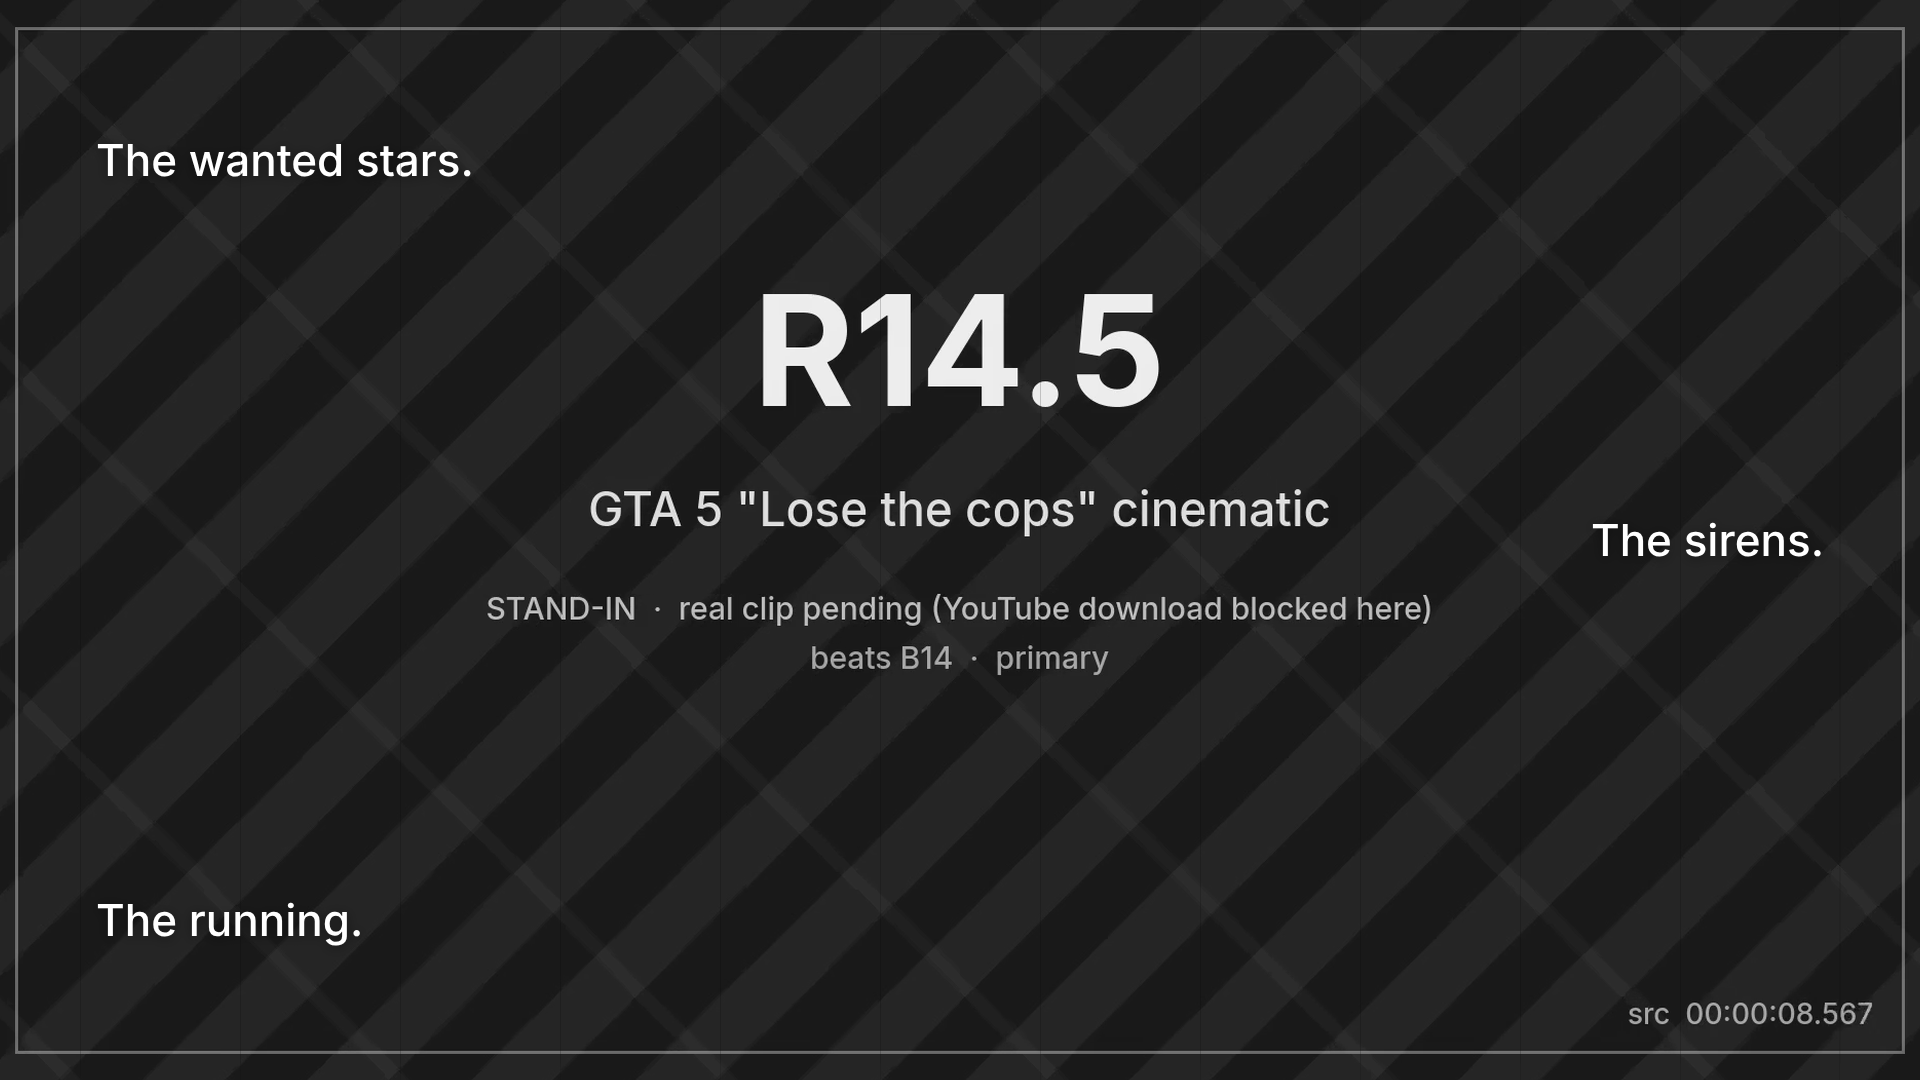 The wanted stars.
R14.5
GTA 5 "Lose the cops" cinematic
The sirens.
STAND-IN · real clip pending (YouTube download blocked here)
beats B14 · primary
The running.
src 00:00:08.567